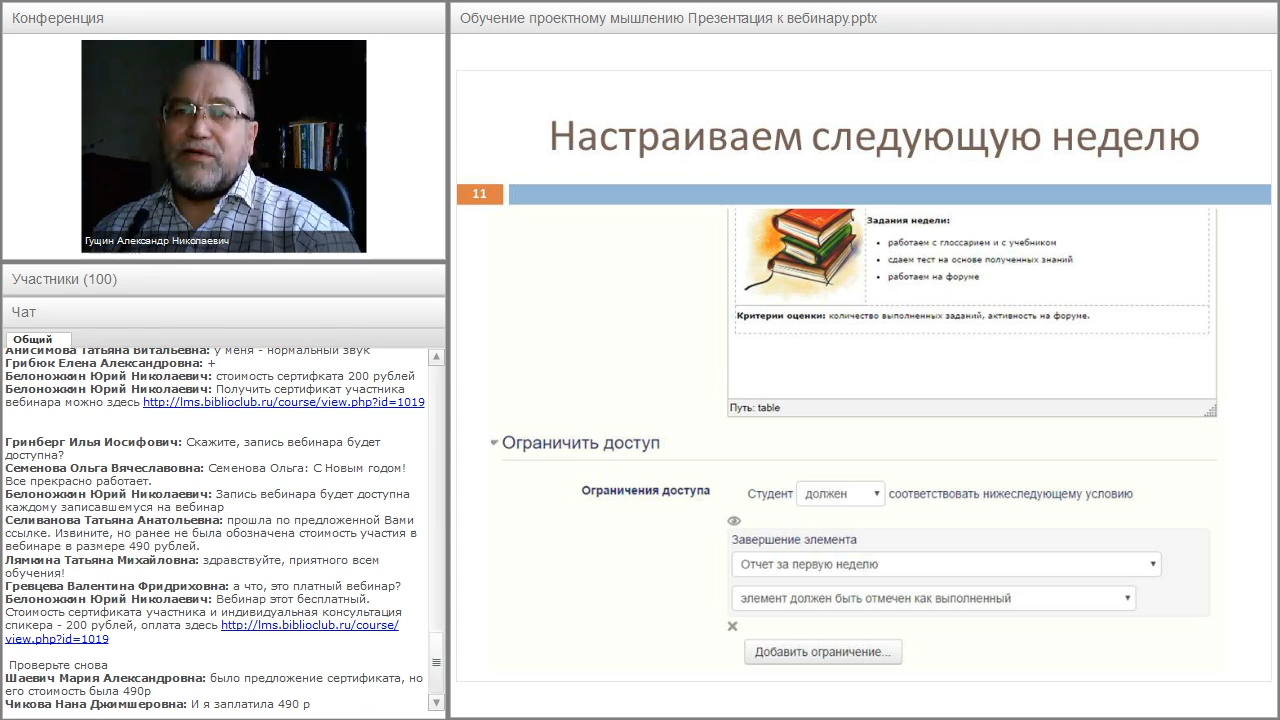 Конференция
Гущин Александр Николаевич
Участники (100)
Чат
Общий
Анисимова Татьяна Витальевна: у меня - нормальный звук
Грибюк Елена Александровна: +
Белоножкин Юрий Николаевич: стоимость сертифката 200 рублей
Белоножкин Юрий Николаевич: Получить сертификат участника
вебинара можно здесь http://lms.biblioclub.ru/course/view.php?id=1019
Гринберг Илья Иосифович: Скажите, запись вебинара будет
доступна?
Семенова Ольга Вячеславовна: Семенова Ольга: С Новым годом!
Все прекрасно работает.
Белоножкин Юрий Николаевич: Запись вебинара будет доступна
каждому записавшемуся на вебинар
Селиванова Татьяна Анатольевна: прошла по предложенной Вами
ссылке. Извините, но ранее не была обозначена стоимость участия в
вебинаре в размере 490 рублей.
Лямкина Татьяна Михайловна: здравствуйте, приятного всем
обучения!
Гревцева Валентина Фридриховна: а что, это платный вебинар?
Белоножкин Юрий Николаевич: Вебинар этот бесплатный.
Стоимость сертификата участника и индивидуальная консультация
спикера - 200 рублей, оплата здесь http://lms.biblioclub.ru/course/
view.php?id=1019
Проверьте снова
Шаевич Мария Александровна: было предложение сертификата, но
его стоимость была 490р
Чикова Нана Джимшеровна: И я заплатила 490 р
Обучение проектному мышлению Презентация к вебинару.pptx
Настраиваем следующую неделю
11
Задания недели:
• работаем с глоссарием и с учебником
• сдаем тест на основе полученных знаний
• работаем на форуме
Критерии оценки: количество выполненных заданий, активность на форуме.
Путь: table
Ограничить доступ
Ограничения доступа Студент должен соответствовать нижеследующему условию
Завершение элемента
Отчет за первую неделю
элемент должен быть отмечен как выполненный
Добавить ограничение...